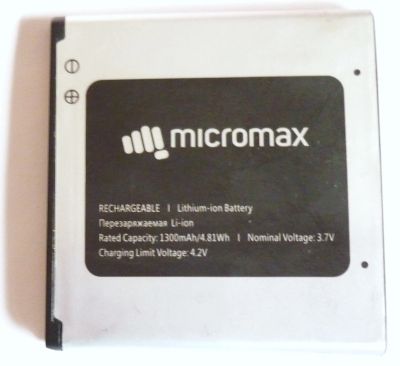 micromax
RECHARGEABLE I Lithium-ion Battery
Перезаряжаемая Li-ion
Rated Capacity: 1300mAh/4.81Wh I Nominal Voltage: 3.7V
Charging Limit Voltage: 4.2V